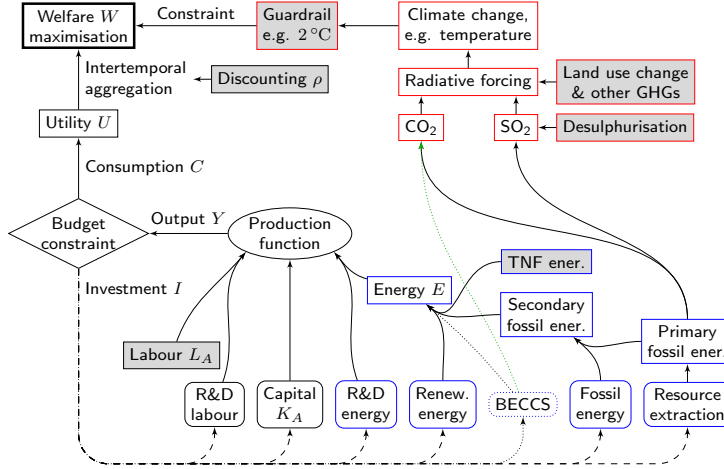 Welfare W
maximisation
Constraint
Guardrail
e.g. 2 °C
Climate change,
e.g. temperature
Intertemporal
aggregation
Discounting ρ
Radiative forcing
Land use change
& other GHGs
Utility U
CO₂
SO₂
Desulphurisation
Consumption C
Budget
constraint
Output Y
Production
function
TNF ener.
Investment I
Energy E
Secondary
fossil ener.
Primary
fossil ener.
Labour L_A
R&D
labour
Capital
K_A
R&D
energy
Renew.
energy
BECCS
Fossil
energy
Resource
extraction